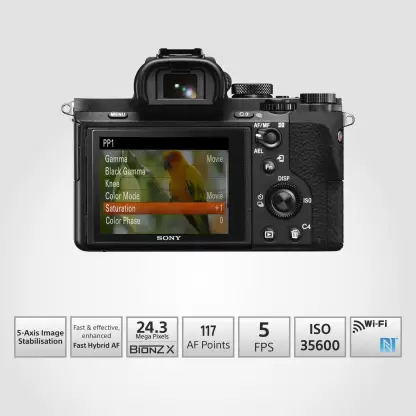 MENU
C3
AF/MF
AEL
Fn
DISP
ISO
C4
PP1
Gamma Movie
Black Gamma
Knee
Color Mode Movie
Saturation +1
Color Phase 0
SONY
5-Axis Image
Stabilisation
Fast & effective,
enhanced
Fast Hybrid AF
24.3
Mega Pixels
BIONZ X
117
AF Points
5
FPS
ISO
35600
Wi-Fi
N